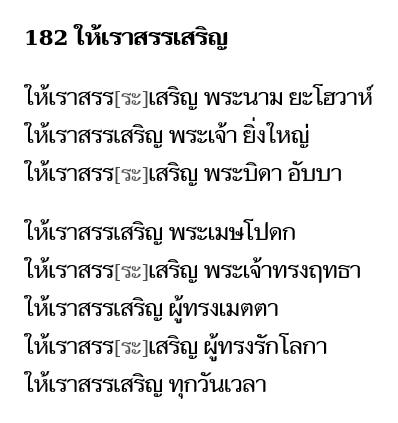 182 ให้เราสรรเสริญ
ให้เราสรร[ระ]เสริญ พระนาม ยะโฮวาห์
ให้เราสรรเสริญ พระเจ้า ยิ่งใหญ่
ให้เราสรร[ระ]เสริญ พระบิดา อับบา
ให้เราสรรเสริญ พระเมษโปดก
ให้เราสรร[ระ]เสริญ พระเจ้าทรงฤทธา
ให้เราสรรเสริญ ผู้ทรงเมตตา
ให้เราสรร[ระ]เสริญ ผู้ทรงรักโลกา
ให้เราสรรเสริญ ทุกวันเวลา